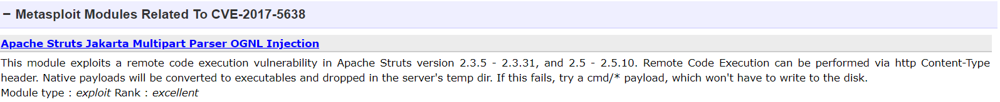 − Metasploit Modules Related To CVE-2017-5638
Apache Struts Jakarta Multipart Parser OGNL Injection
This module exploits a remote code execution vulnerability in Apache Struts version 2.3.5 - 2.3.31, and 2.5 - 2.5.10. Remote Code Execution can be performed via http Content-Type
header. Native payloads will be converted to executables and dropped in the server's temp dir. If this fails, try a cmd/* payload, which won't have to write to the disk.
Module type : exploit Rank : excellent